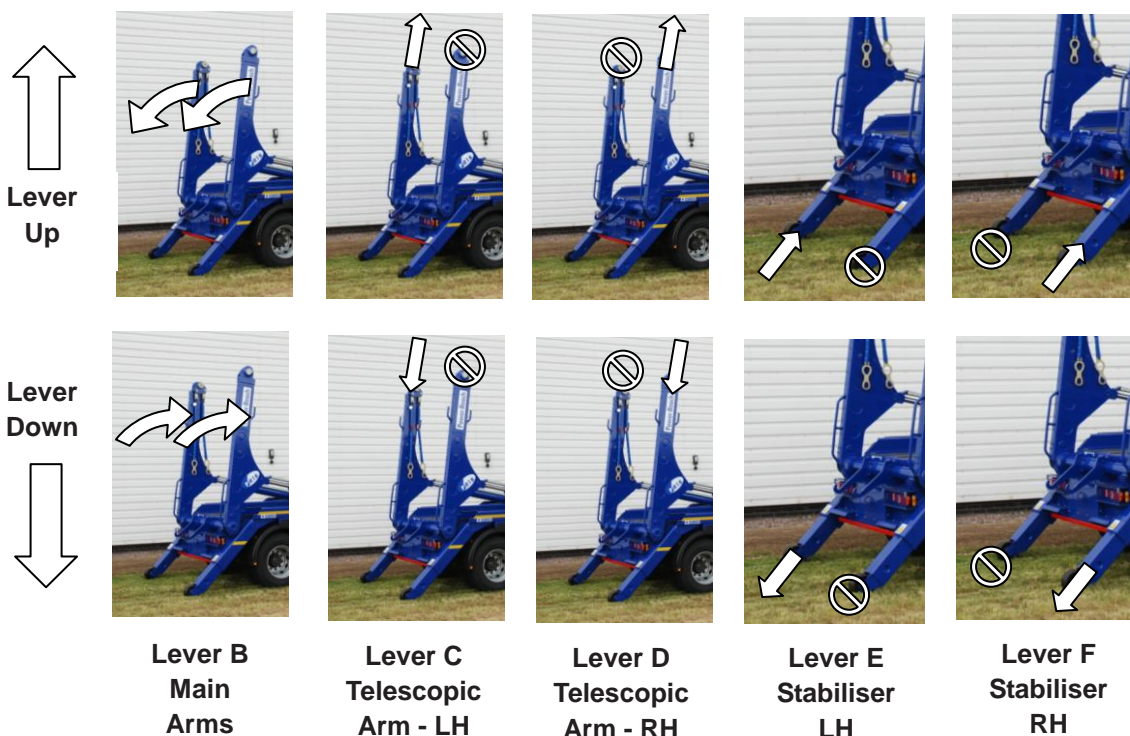 Lever
Up
Lever
Down
Lever B
Main
Arms
Lever C
Telescopic
Arm - LH
Lever D
Telescopic
Arm - RH
Lever E
Stabiliser
LH
Lever F
Stabiliser
RH